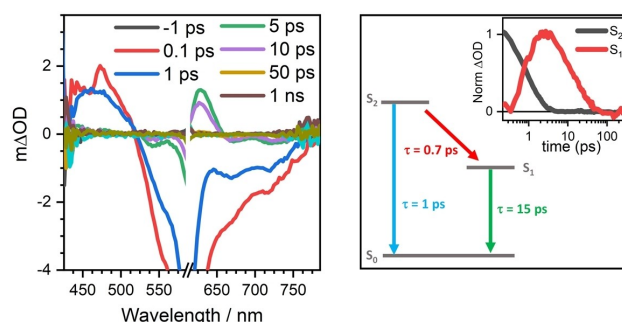 -1 ps
0.1 ps
1 ps
5 ps
10 ps
50 ps
1 ns
mΔOD
2
0
-2
-4
450 500 550 650 700 750
Wavelength / nm
S₂
S₁
S₀
τ = 0.7 ps
τ = 1 ps
τ = 15 ps
Norm ΔOD
1
0
1 10 100
time (ps)
S₂
S₁